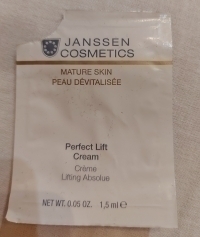 JANSSEN
COSMETICS
MATURE SKIN
PEAU DÉVITALISÉE
Perfect Lift
Cream
Crème
Lifting Absolue
NET WT. 0.05 OZ. 1,5 ml e